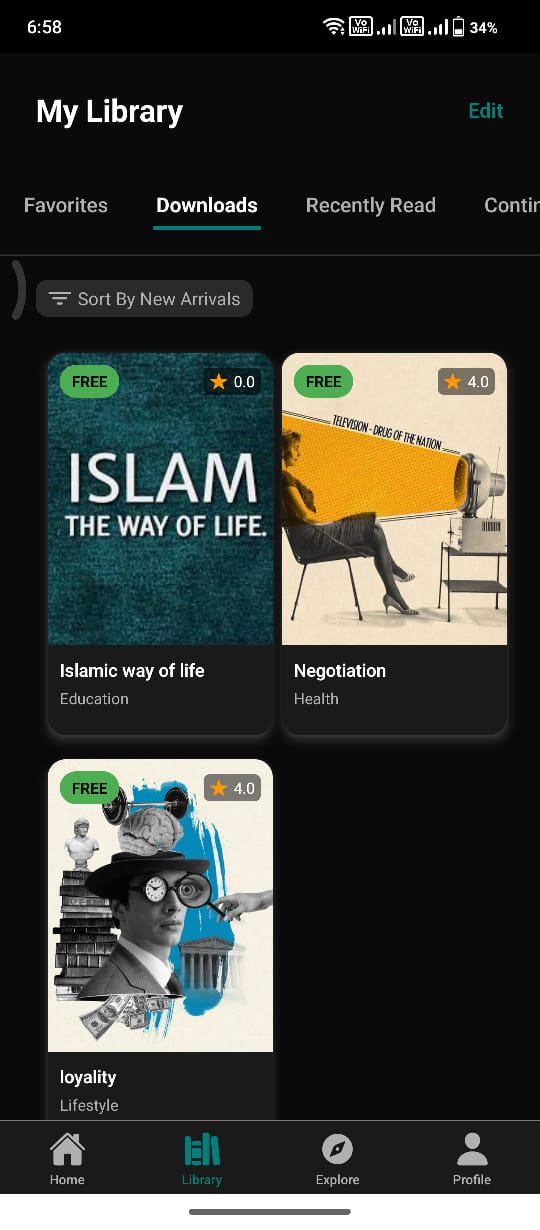 6:58
Vo WiFi
Vo WiFi
34%
My Library
Edit
Favorites
Downloads
Recently Read
Contin
Sort By New Arrivals
FREE
0.0
FREE
4.0
ISLAM
THE WAY OF LIFE.
TELEVISION - DRUG OF THE NATION
Islamic way of life
Education
Negotiation
Health
FREE
4.0
loyality
Lifestyle
Home
Library
Explore
Profile